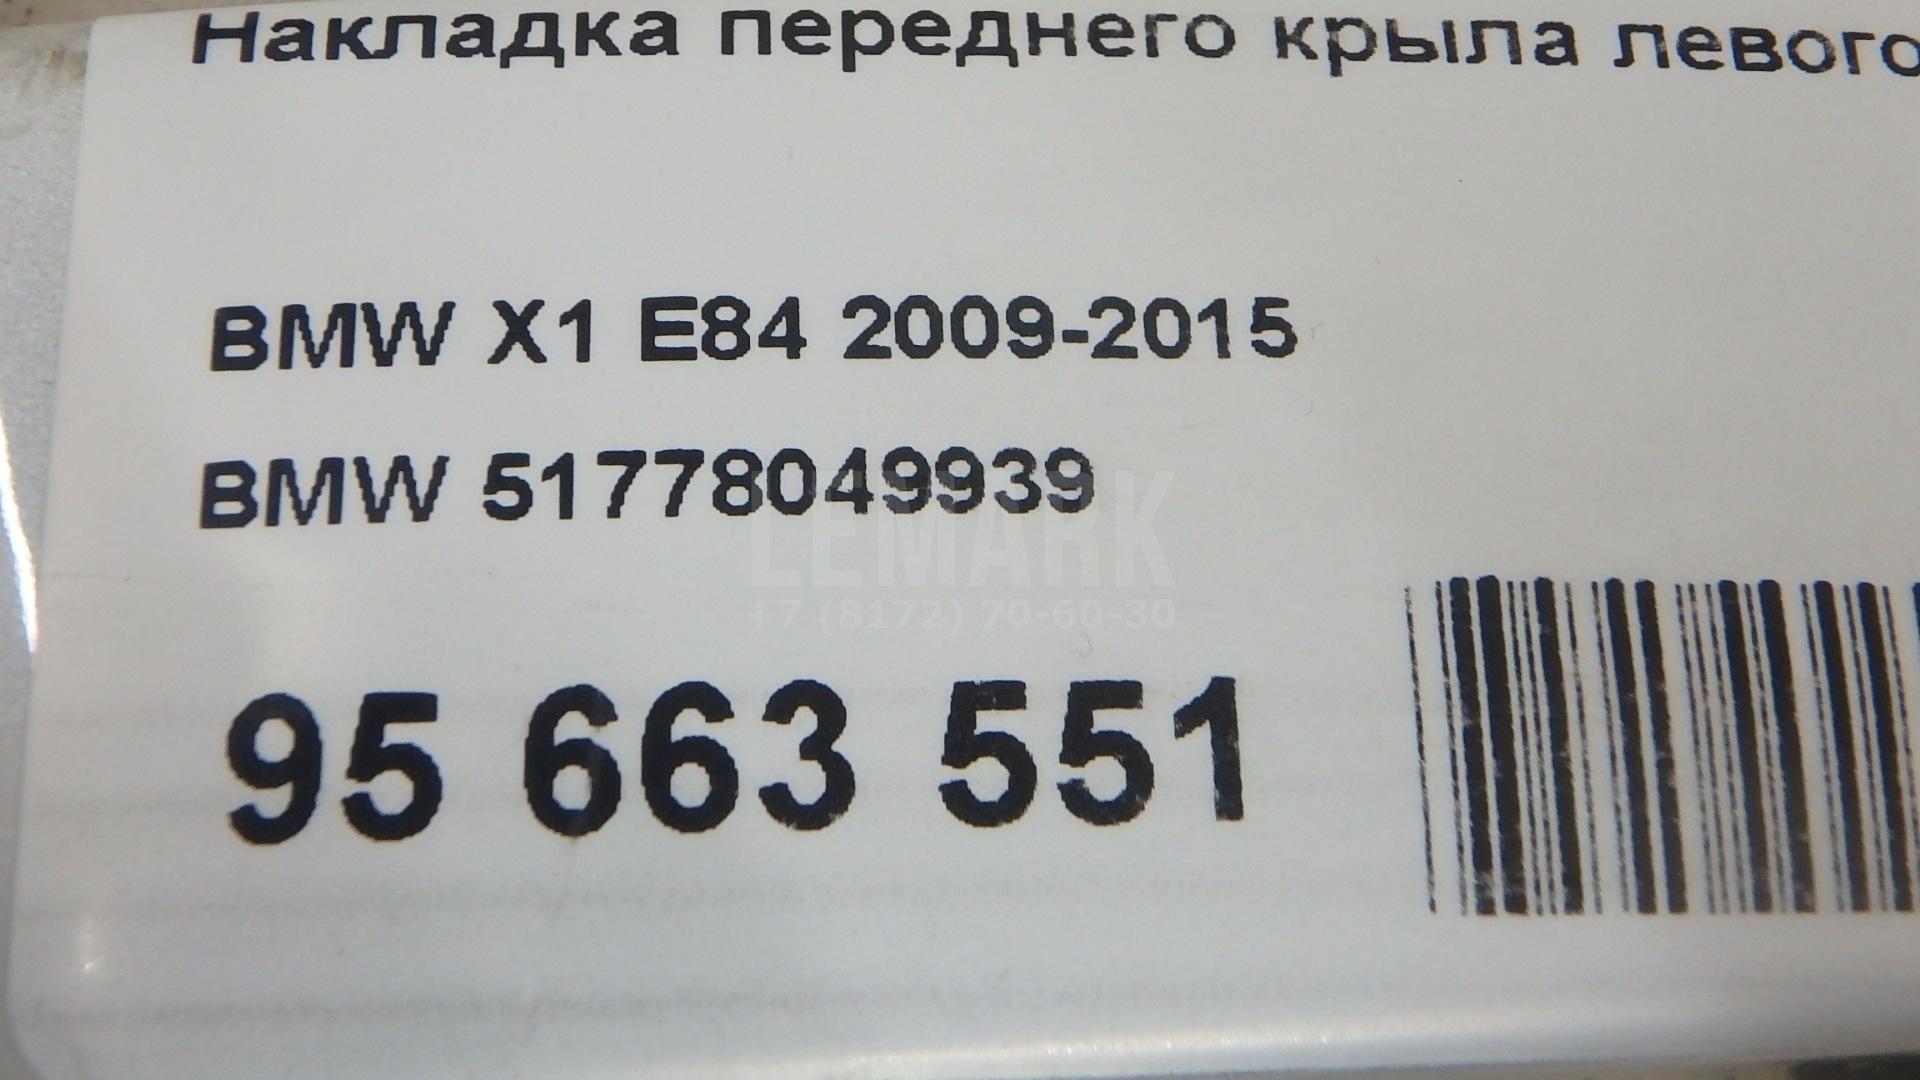 Накладка переднего крыла левого
BMW X1 E84 2009-2015
BMW 51778049939
LEMARK
+7 (8172) 70-60-30
95 663 551